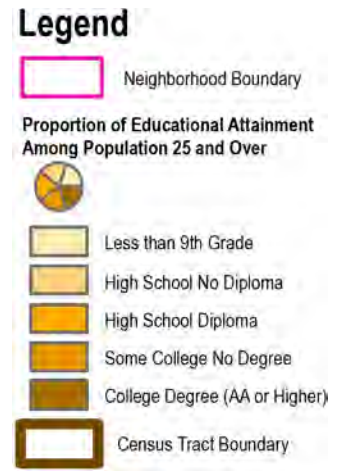 Legend
Neighborhood Boundary
Proportion of Educational Attainment
Among Population 25 and Over
Less than 9th Grade
High School No Diploma
High School Diploma
Some College No Degree
College Degree (AA or Higher)
Census Tract Boundary